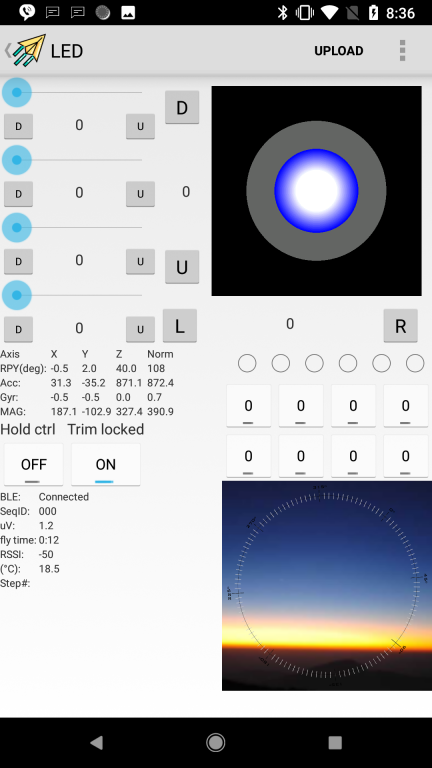 8:36
LED UPLOAD
D
D 0 U
D 0 U 0
D 0 U U
D 0 U L 0 R
Axis X Y Z Norm
RPY(deg): -0.5 2.0 40.0 108
Acc: 31.3 -35.2 871.1 872.4
Gyr: -0.5 -0.5 0.0 0.7
MAG: 187.1 -102.9 327.4 390.9
Hold ctrl Trim locked
OFF ON
0 0 0 0
0 0 0 0
BLE: Connected
SeqID: 000
uV: 1.2
fly time: 0:12
RSSI: -50
(°C): 18.5
Step#: